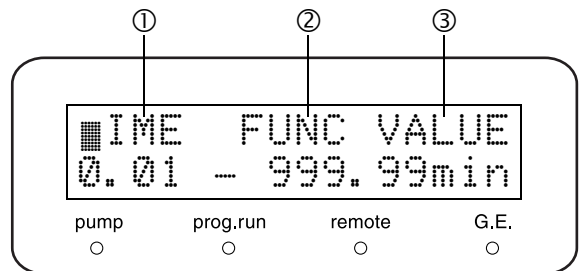 ① ② ③
IME FUNC VALUE
0.01 - 999.99min
pump prog.run remote G.E.